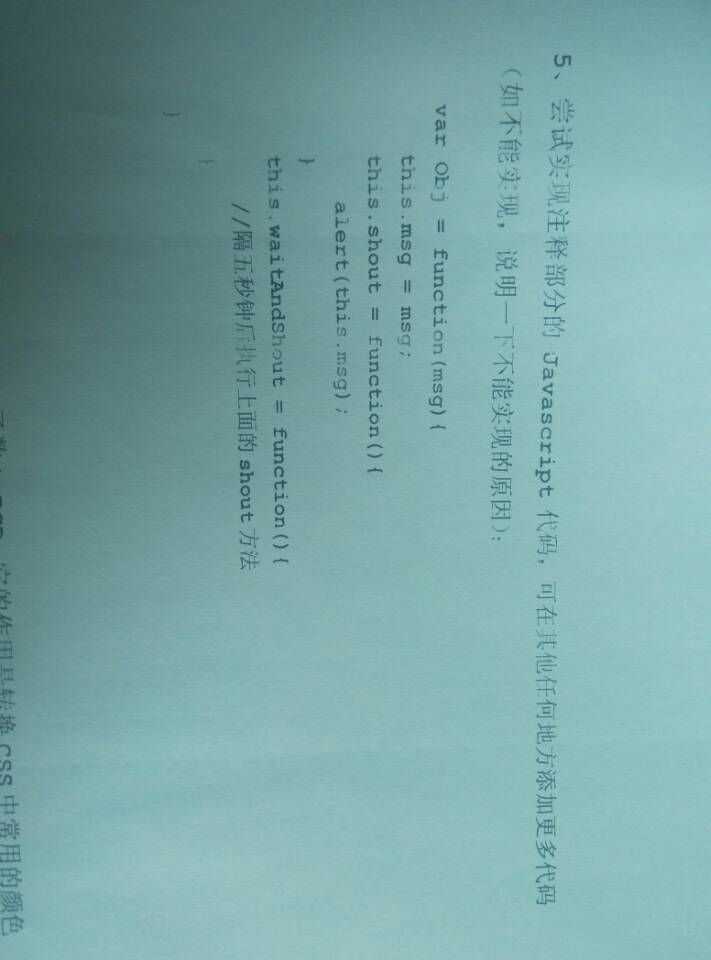 5、尝试实现注释部分的 Javascript 代码，可在其他任何地方添加更多代码
（如不能实现，说明一下不能实现的原因）：
var Obj = function(msg){
this.msg = msg;
this.shout = function(){
alert(this.msg);
}
this.waitAndShout = function(){
//隔五秒钟后执行上面的 shout 方法
}
}
它的作用是转换 CSS 中常用的颜色